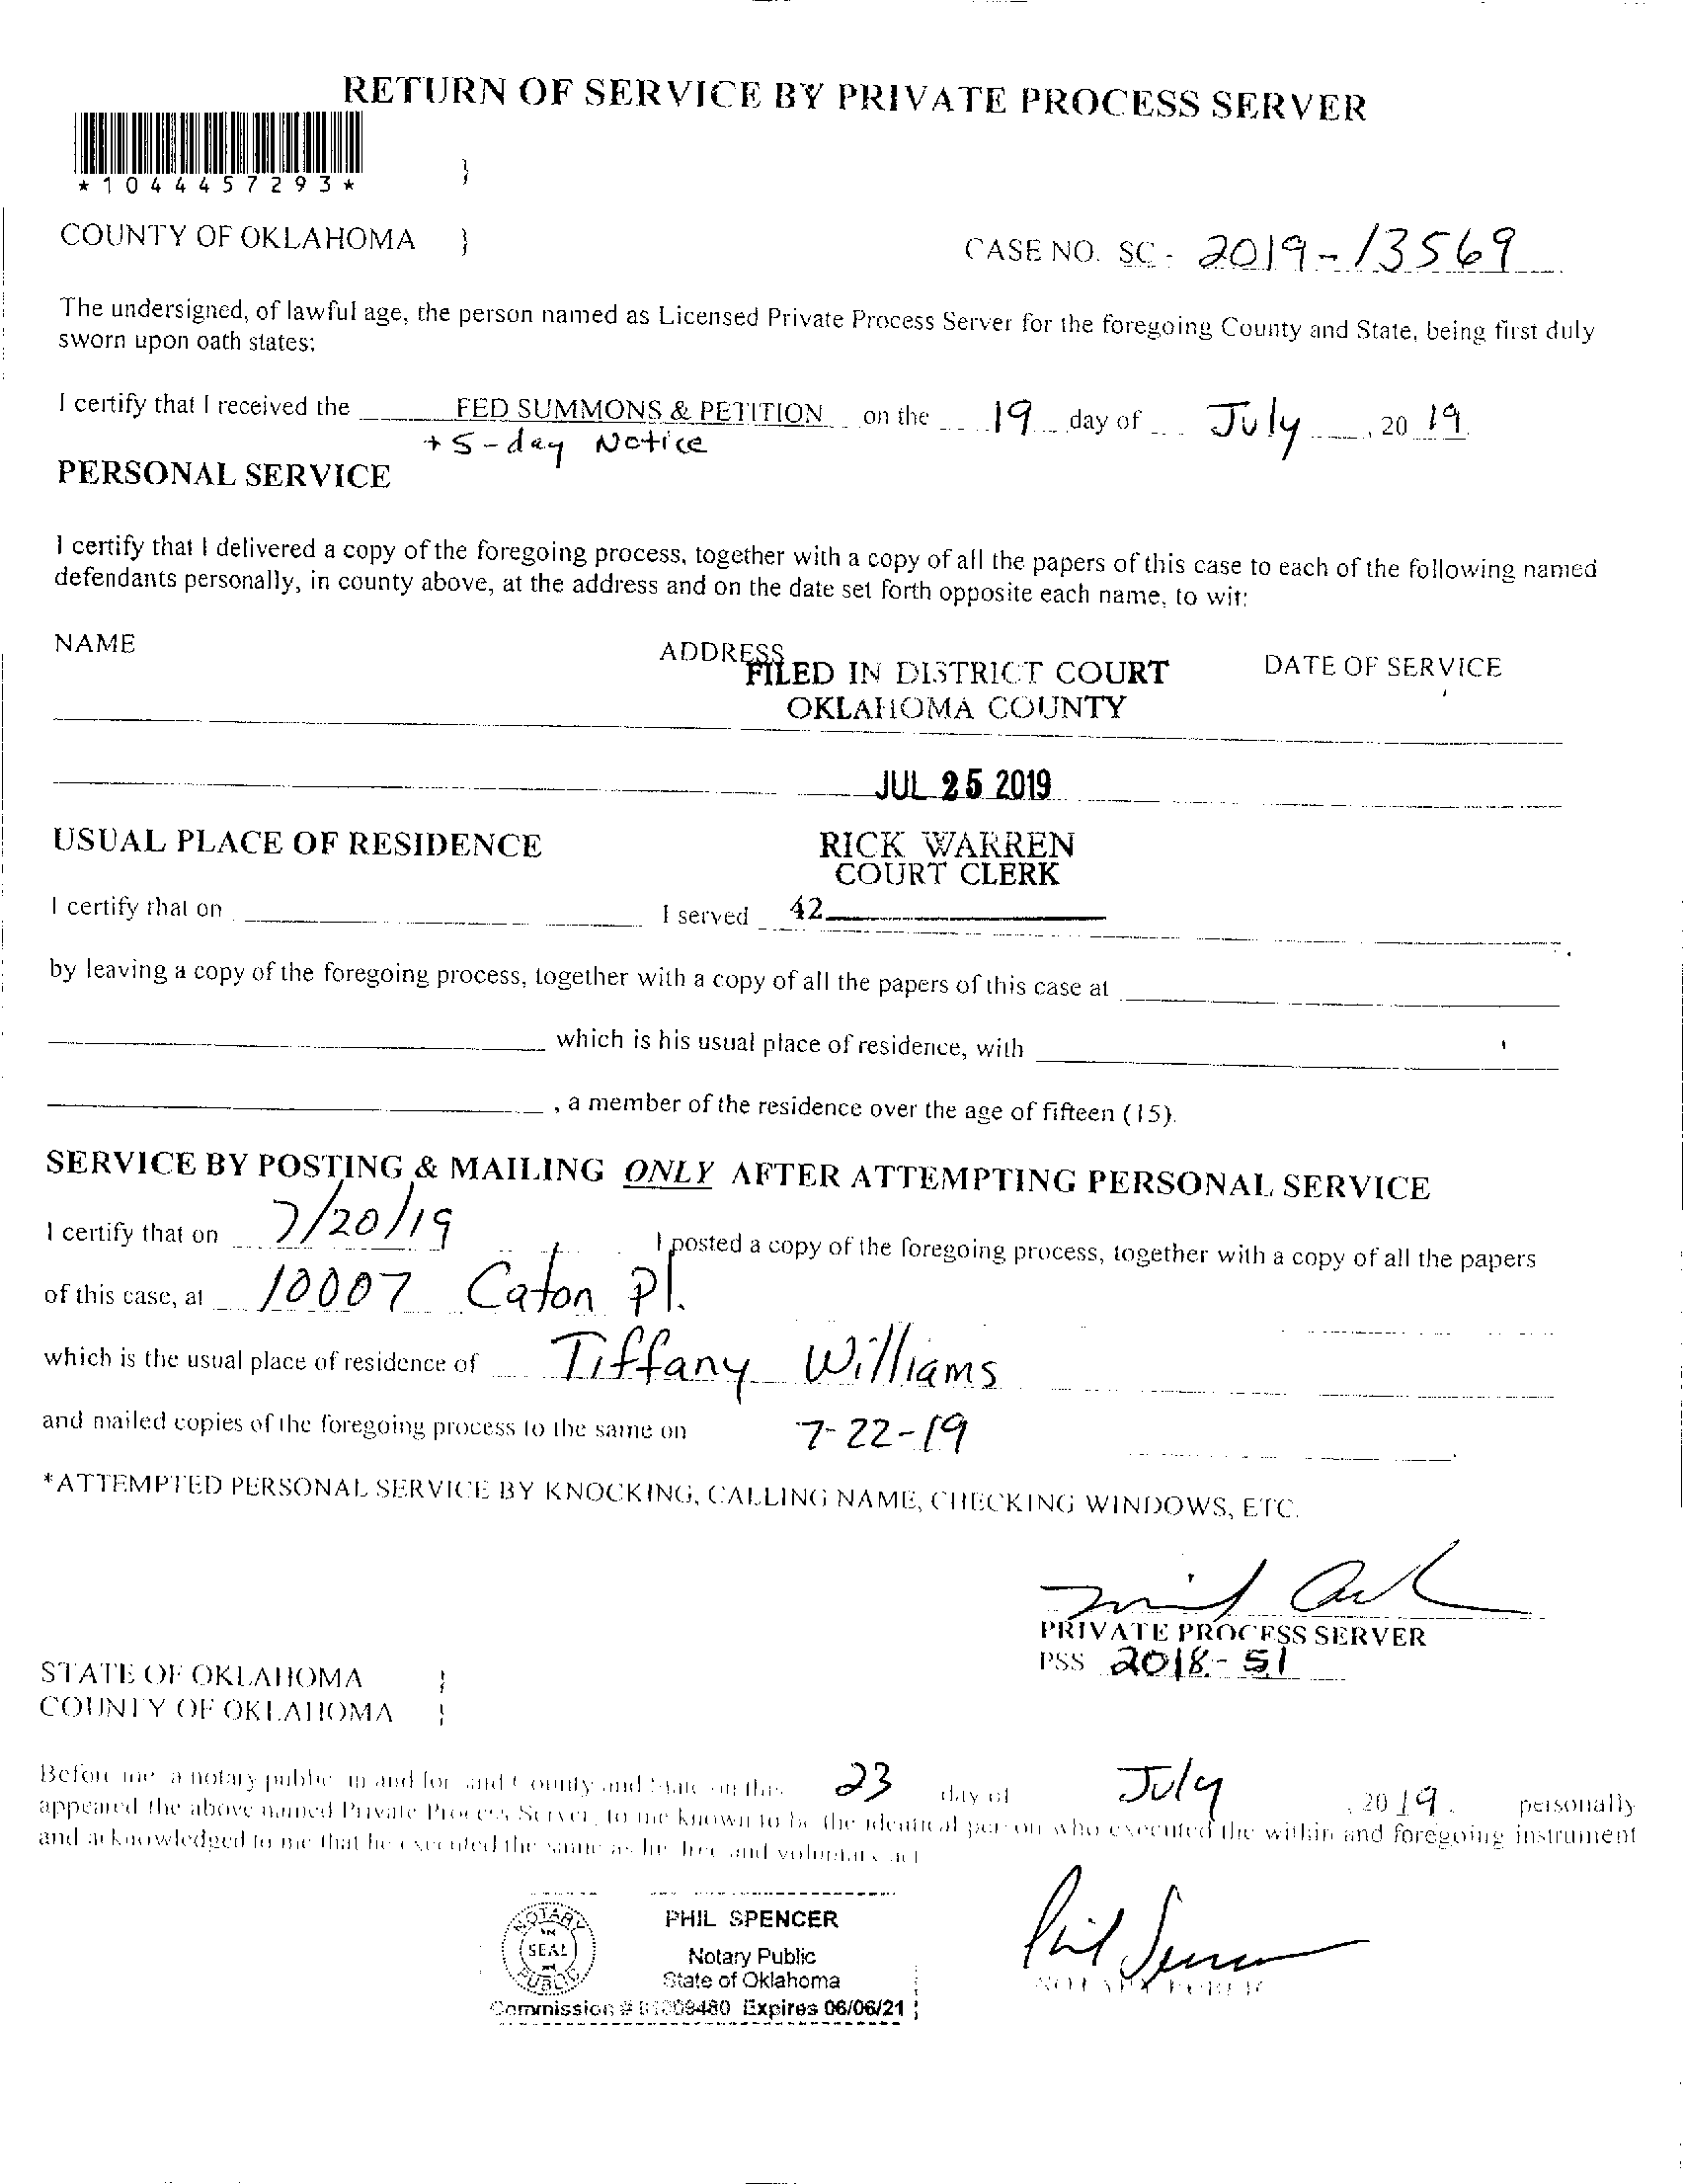 RETURN OF SERVICE BY PRIVATE PROCESS SERVER
*1044457293* }
COUNTY OF OKLAHOMA } CASE NO. SC - 2019-13569
The undersigned, of lawful age, the person named as Licensed Private Process Server for the foregoing County and State, being first duly
sworn upon oath states:
I certify that I received the FED SUMMONS & PETITION on the 19 day of July, 20 19.
+ 5-day Notice
PERSONAL SERVICE
I certify that I delivered a copy of the foregoing process, together with a copy of all the papers of this case to each of the following named
defendants personally, in county above, at the address and on the date set forth opposite each name, to wit:
NAME ADDRESS DATE OF SERVICE
FILED IN DISTRICT COURT
OKLAHOMA COUNTY
JUL 25 2019
USUAL PLACE OF RESIDENCE RICK WARREN
COURT CLERK
I certify that on I served 42
by leaving a copy of the foregoing process, together with a copy of all the papers of this case at
which is his usual place of residence, with
, a member of the residence over the age of fifteen (15).
SERVICE BY POSTING & MAILING ONLY AFTER ATTEMPTING PERSONAL SERVICE
I certify that on 7/20/19 I posted a copy of the foregoing process, together with a copy of all the papers
of this case, at 10007 Caton Pl.
which is the usual place of residence of Tiffany Williams
and mailed copies of the foregoing process to the same on 7-22-19
*ATTEMPTED PERSONAL SERVICE BY KNOCKING, CALLING NAME, CHECKING WINDOWS, ETC.
PRIVATE PROCESS SERVER
PSS 2018-51
STATE OF OKLAHOMA }
COUNTY OF OKLAHOMA }
Before me a notary public in and for said County and State on this 23 day of July, 2019. personally
appeared the above named Private Process Server, to me known to be the identical person who executed the within and foregoing instrument
and acknowledged to me that he executed the same as his free and voluntary act
NOTARY PUBLIC
SEAL
PHIL SPENCER
Notary Public
State of Oklahoma
Commission # Expires 06/06/21
Phil Spencer
NOTARY PUBLIC